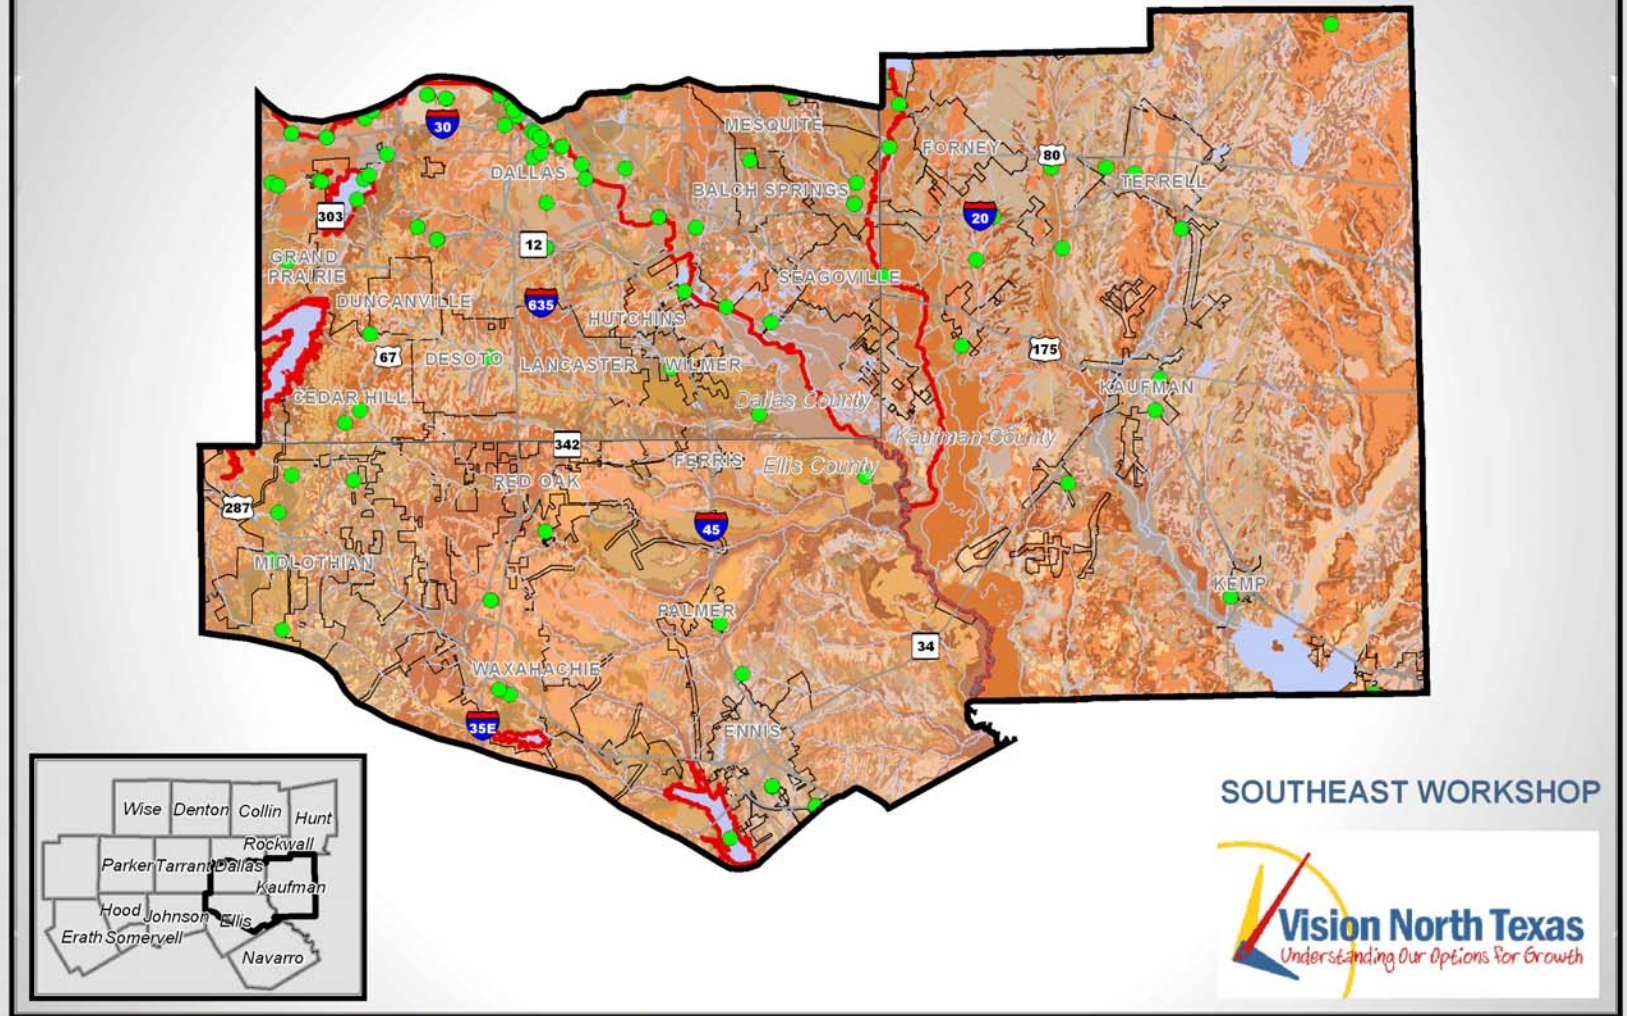 30
MESQUITE
FORNEY
80
DALLAS
BALCH SPRINGS
TERRELL
303
20
12
GRAND
PRAIRIE
SEAGOVILLE
DUNCANVILLE
635
HUTCHINS
67
DESOTO
LANCASTER
WILMER
175
KAUFMAN
CEDAR HILL
Dallas County
342
Kaufman County
FERRIS
Ellis County
RED OAK
287
45
MIDLOTHIAN
KEMP
PALMER
34
WAXAHACHIE
35E
ENNIS
SOUTHEAST WORKSHOP
Wise
Denton
Collin
Hunt
Rockwall
Parker
Tarrant
Dallas
Kaufman
Hood
Johnson
Ellis
Erath
Somervell
Navarro
Vision North Texas
Understanding Our Options for Growth